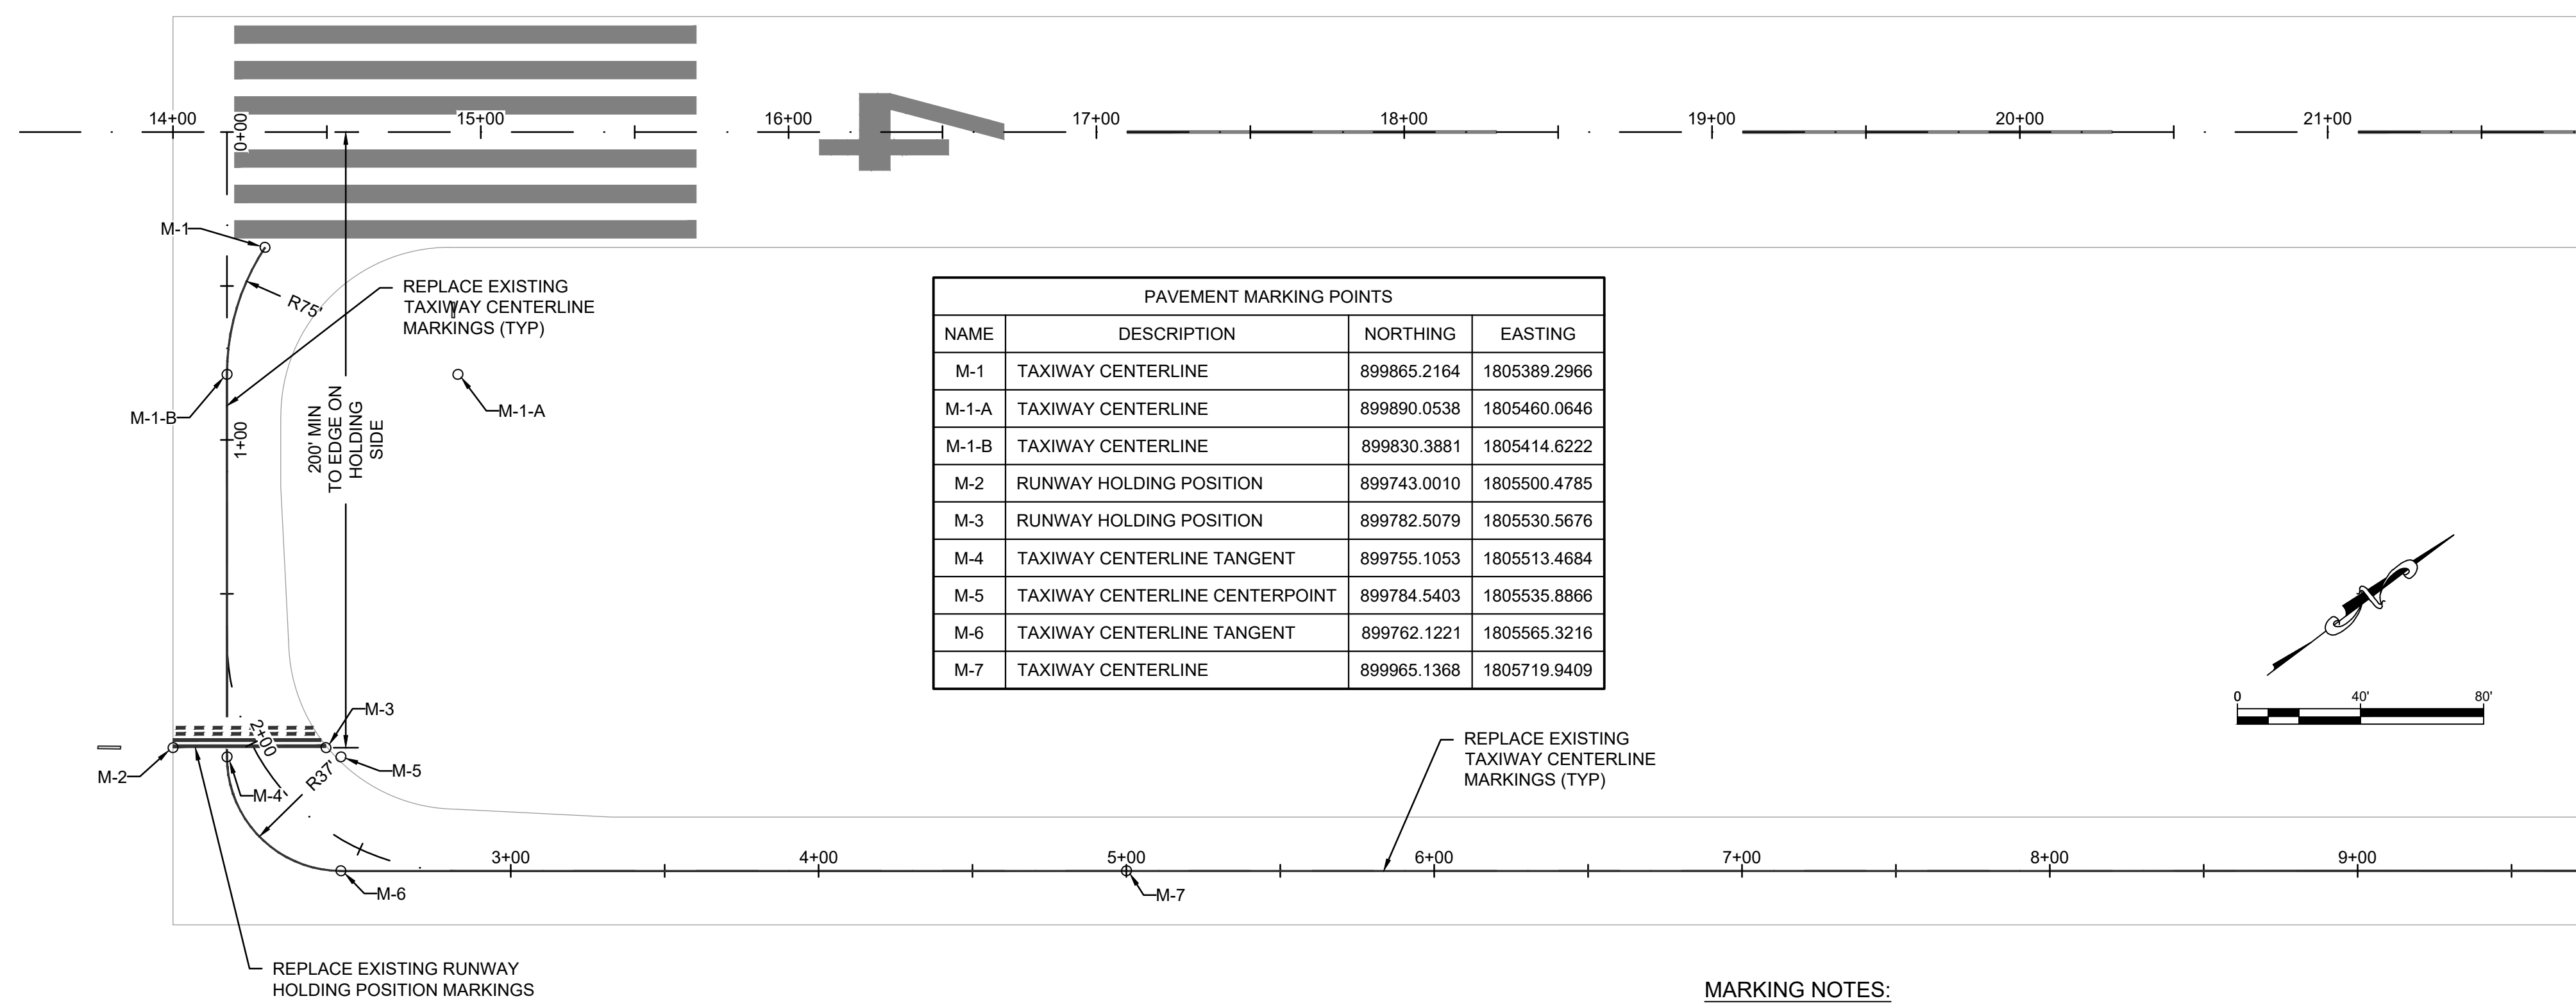 14+00
15+00
16+00
17+00
18+00
19+00
20+00
21+00
0+00
4
M-1
R75'
REPLACE EXISTING
TAXIWAY CENTERLINE
MARKINGS (TYP)
M-1-B
M-1-A
1+00
200' MIN
TO EDGE ON
HOLDING
SIDE
PAVEMENT MARKING POINTS
NAME DESCRIPTION NORTHING EASTING
M-1 TAXIWAY CENTERLINE 899865.2164 1805389.2966
M-1-A TAXIWAY CENTERLINE 899890.0538 1805460.0646
M-1-B TAXIWAY CENTERLINE 899830.3881 1805414.6222
M-2 RUNWAY HOLDING POSITION 899743.0010 1805500.4785
M-3 RUNWAY HOLDING POSITION 899782.5079 1805530.5676
M-4 TAXIWAY CENTERLINE TANGENT 899755.1053 1805513.4684
M-5 TAXIWAY CENTERLINE CENTERPOINT 899784.5403 1805535.8866
M-6 TAXIWAY CENTERLINE TANGENT 899762.1221 1805565.3216
M-7 TAXIWAY CENTERLINE 899965.1368 1805719.9409
N
0 40' 80'
M-3
2+00
M-2
M-5
R37'
M-4
REPLACE EXISTING
TAXIWAY CENTERLINE
MARKINGS (TYP)
3+00
4+00
5+00
6+00
7+00
8+00
9+00
M-6
M-7
REPLACE EXISTING RUNWAY
HOLDING POSITION MARKINGS
MARKING NOTES: